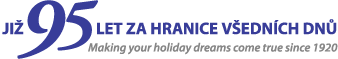 JIŽ 95 LET ZA HRANICE VŠEDNÍCH DNŮ
Making your holiday dreams come true since 1920